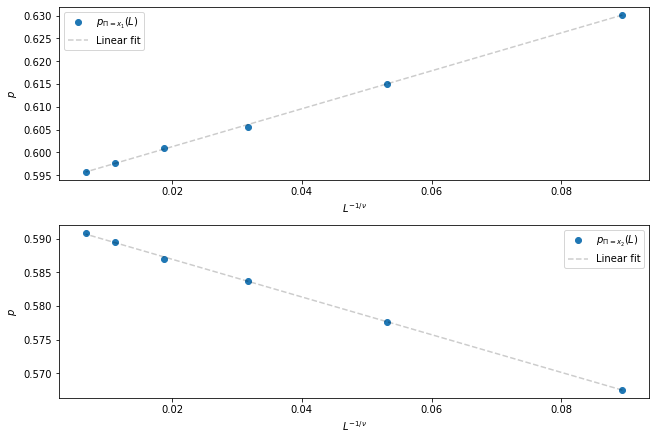 0.630
0.625
0.620
0.615
0.610
0.605
0.600
0.595
p
p_{Π=x_1}(L)
Linear fit
0.02 0.04 0.06 0.08
L^{-1/ν}
0.590
0.585
0.580
0.575
0.570
p
p_{Π=x_2}(L)
Linear fit
0.02 0.04 0.06 0.08
L^{-1/ν}